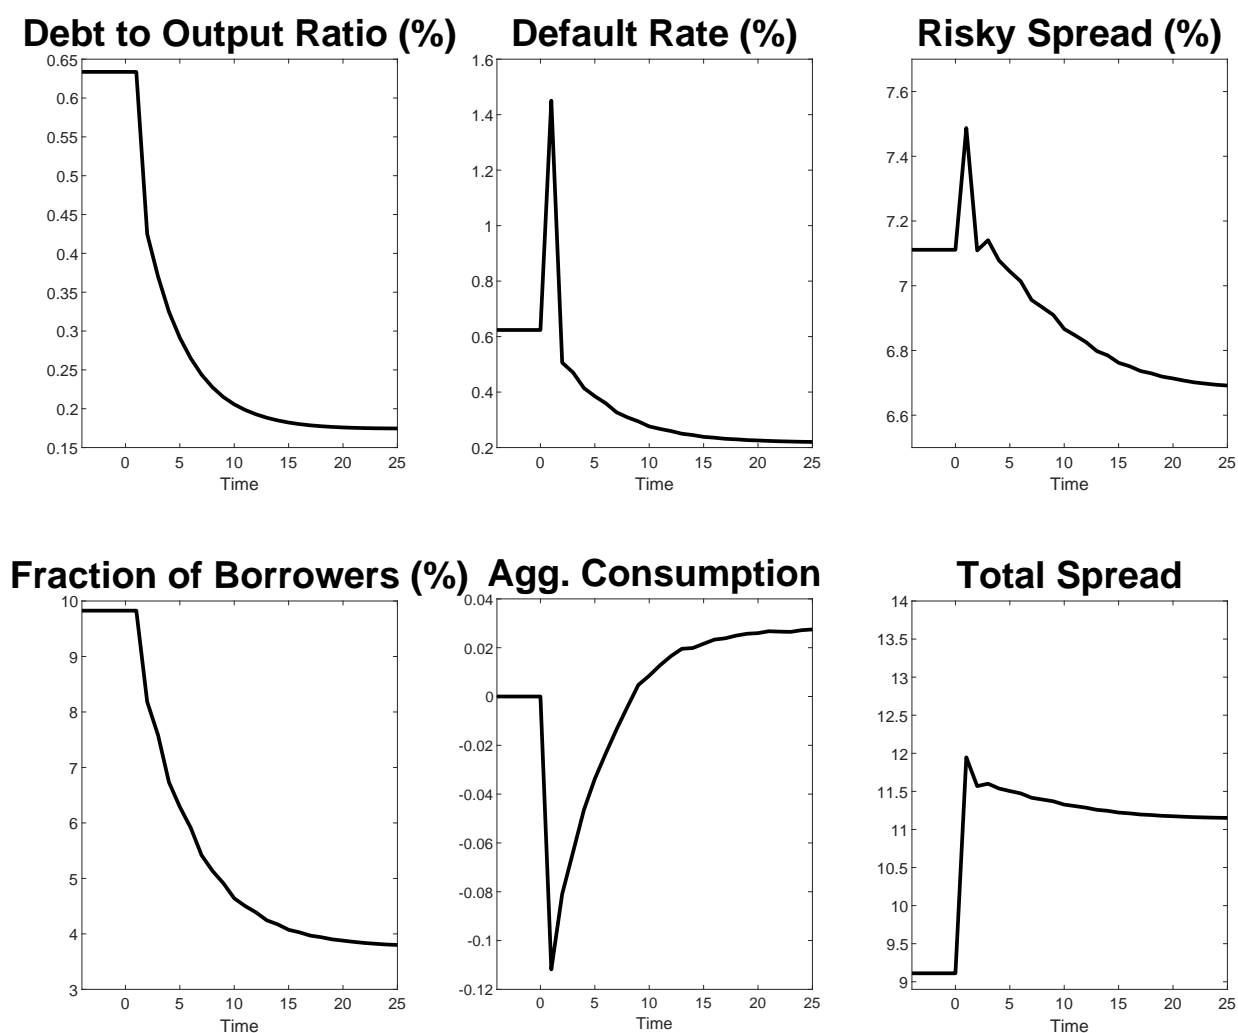 Debt to Output Ratio (%)
0.65
0.6
0.55
0.5
0.45
0.4
0.35
0.3
0.25
0.2
0.15
0 5 10 15 20 25
Time
Default Rate (%)
1.6
1.4
1.2
1
0.8
0.6
0.4
0.2
0 5 10 15 20 25
Time
Risky Spread (%)
7.6
7.4
7.2
7
6.8
6.6
0 5 10 15 20 25
Time
Fraction of Borrowers (%)
10
9
8
7
6
5
4
3
0 5 10 15 20 25
Time
Agg. Consumption
0.04
0.02
0
-0.02
-0.04
-0.06
-0.08
-0.1
-0.12
0 5 10 15 20 25
Time
Total Spread
14
13.5
13
12.5
12
11.5
11
10.5
10
9.5
9
0 5 10 15 20 25
Time